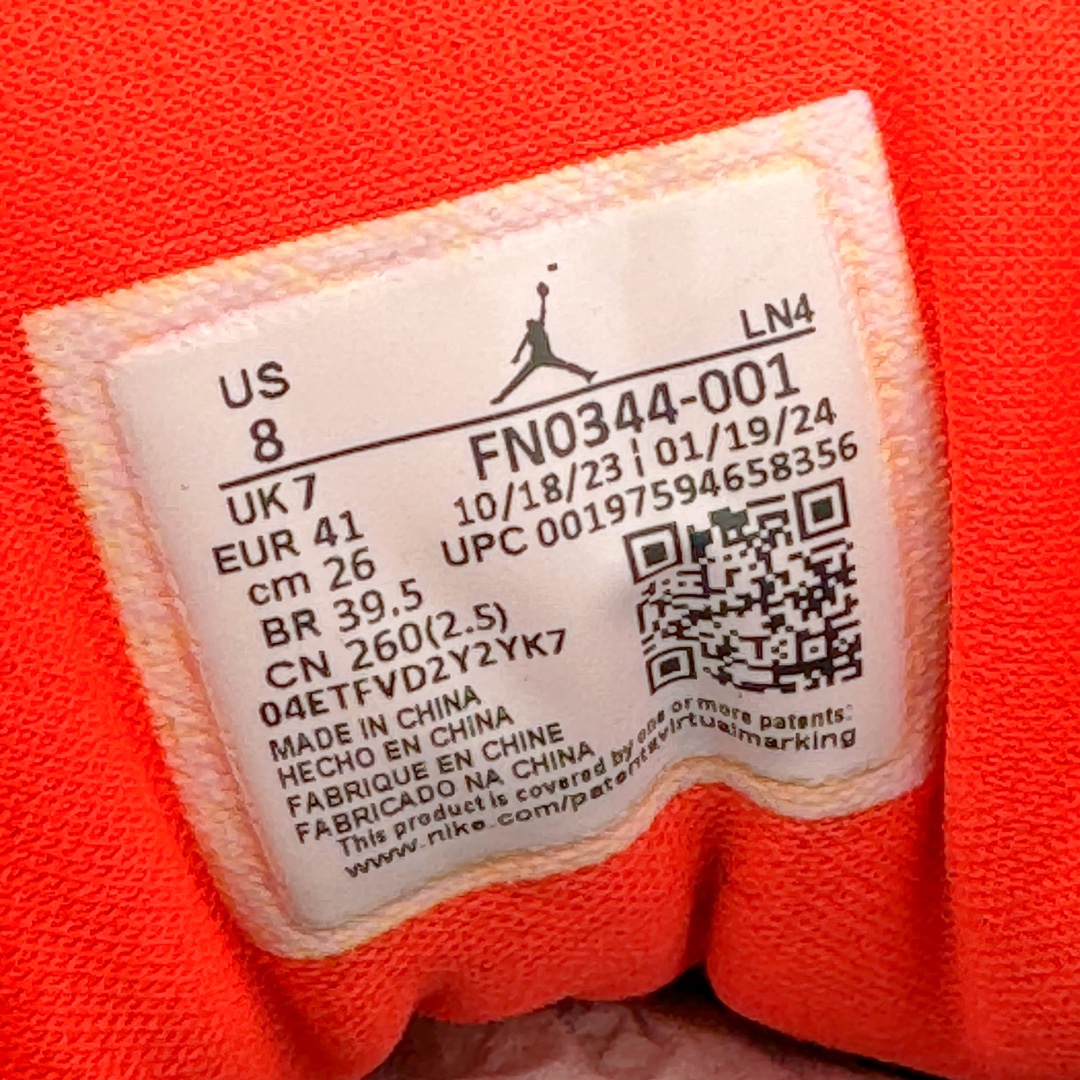 LN4
US
8
FN0344-001
10/18/23 | 01/19/24
UPC 00197594658356
UK 7
EUR 41
cm 26
BR 39.5
CN 260(2.5)
04ETFVD2Y2YK7
MADE IN CHINA
HECHO EN CHINA
FABRIQUE EN CHINE
FABRICADO NA CHINA
This product is covered by one or more patents:
www.nike.com/patentsvirtualmarking